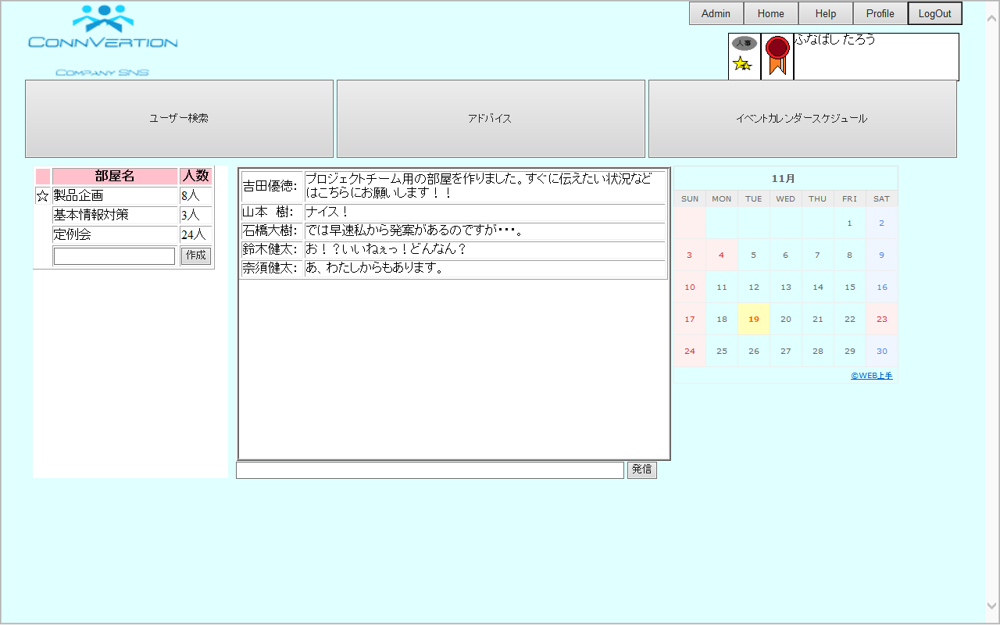 CONNVERTION
COMPANY SNS
Admin Home Help Profile LogOut
人事
ふなばし たろう
ユーザー検索 アドバイス イベントカレンダースケジュール
部屋名 人数
☆ 製品企画 8人
基本情報対策 3人
定例会 24人
作成
吉田優徳: プロジェクトチーム用の部屋を作りました。すぐに伝えたい状況など
はこちらにお願いします！！
山本 樹: ナイス！
石橋大樹: では早速私から発案があるのですが・・・。
鈴木健太: お！？いいねぇっ！どんなん？
奈須健太: あ、わたしからもあります。
発信
11月
SUN MON TUE WED THU FRI SAT
1 2
3 4 5 6 7 8 9
10 11 12 13 14 15 16
17 18 19 20 21 22 23
24 25 26 27 28 29 30
©WEB上手